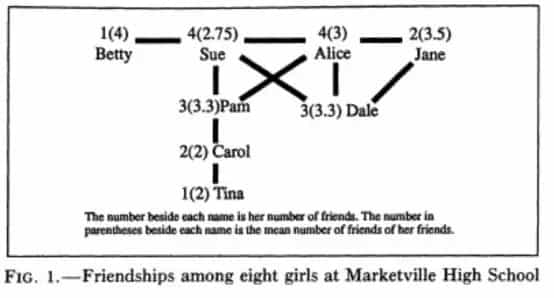 1(4) 4(2.75) 4(3) 2(3.5)
Betty Sue Alice Jane
3(3.3)Pam 3(3.3) Dale
2(2) Carol
1(2) Tina
The number beside each name is her number of friends. The number in
parentheses beside each name is the mean number of friends of her friends.
FIG. 1.—Friendships among eight girls at Marketville High School